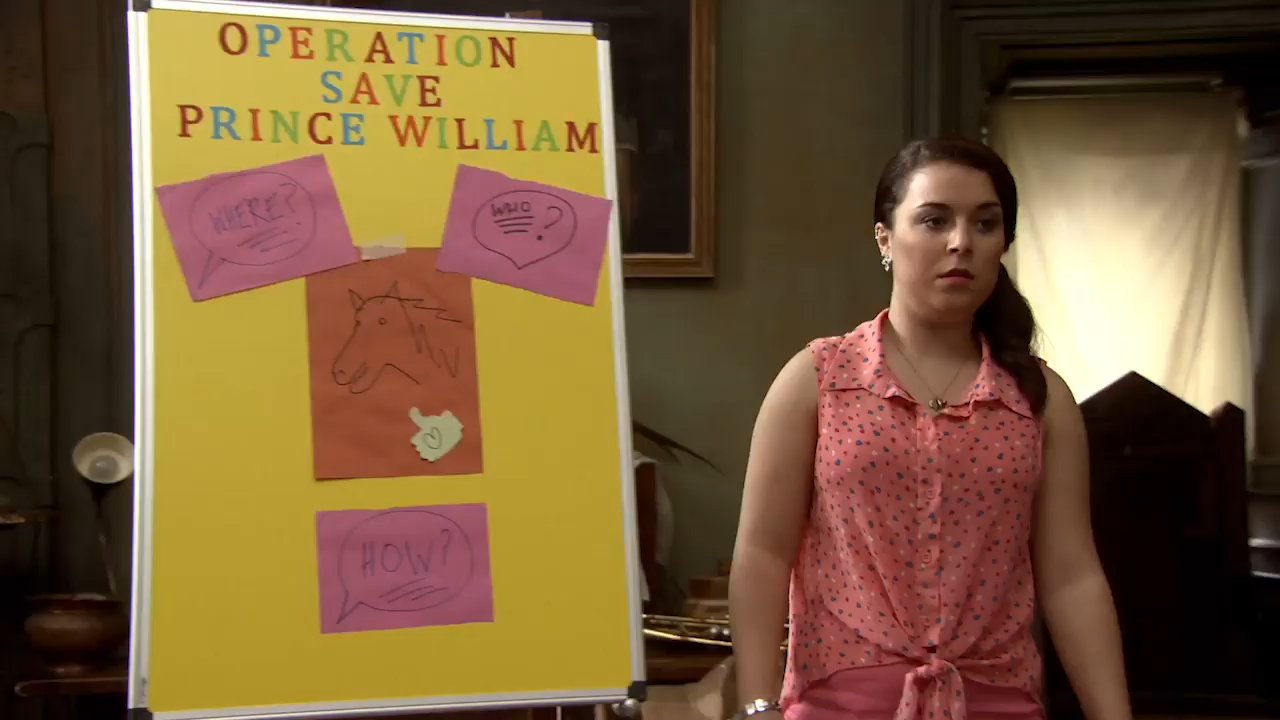 OPERATION
SAVE
PRINCE WILLIAM
WHERE?
WHO
?
HOW?